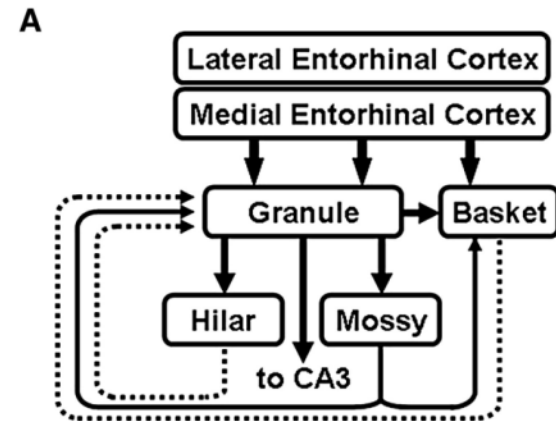 A
Lateral Entorhinal Cortex
Medial Entorhinal Cortex
Granule
Basket
Hilar
Mossy
to CA3